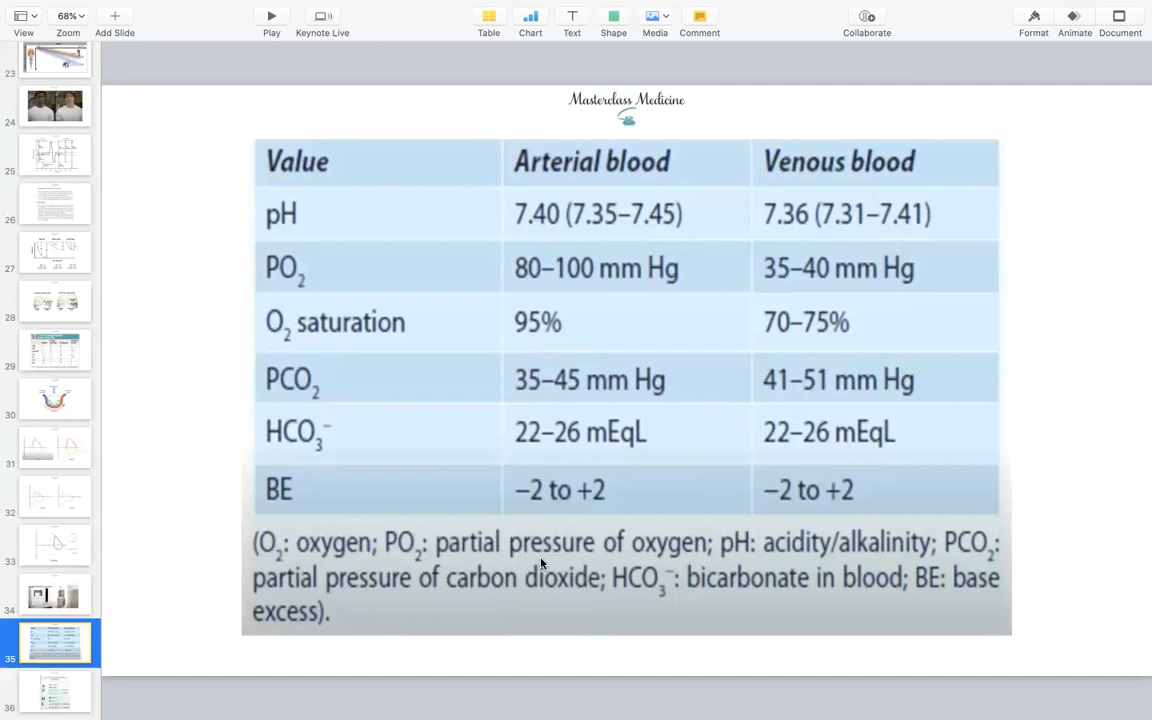 68%
View
Zoom
Add Slide
Play
Keynote Live
Table
Chart
Text
Shape
Media
Comment
Collaborate
Format
Animate
Document
23
24
25
26
27
28
29
30
31
32
33
34
35
36
Masterclass Medicine
Value Arterial blood Venous blood
pH 7.40 (7.35–7.45) 7.36 (7.31–7.41)
PO₂ 80–100 mm Hg 35–40 mm Hg
O₂ saturation 95% 70–75%
PCO₂ 35–45 mm Hg 41–51 mm Hg
HCO₃⁻ 22–26 mEqL 22–26 mEqL
BE –2 to +2 –2 to +2
(O₂: oxygen; PO₂: partial pressure of oxygen; pH: acidity/alkalinity; PCO₂:
partial pressure of carbon dioxide; HCO₃⁻: bicarbonate in blood; BE: base
excess).